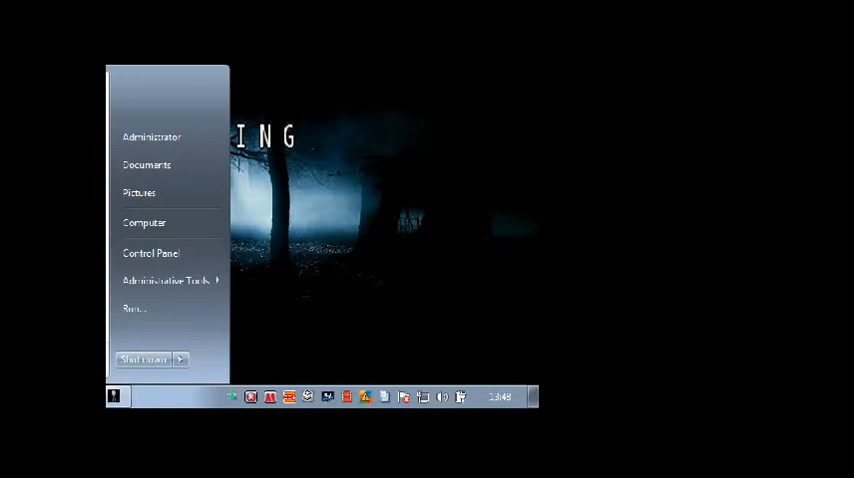 ING
Administrator
Documents
Pictures
Computer
Control Panel
Administrative Tools
Run...
Shut down
13:48